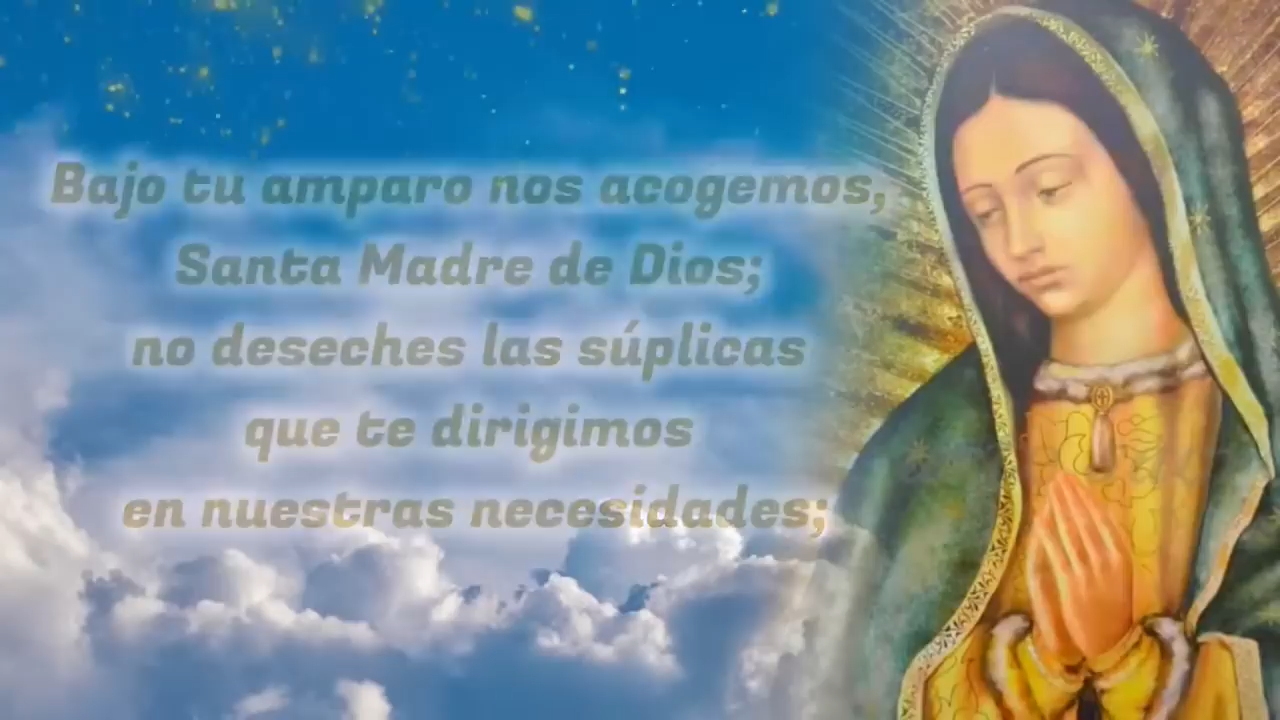 Bajo tu amparo nos acogemos,
Santa Madre de Dios;
no deseches las súplicas
que te dirigimos
en nuestras necesidades;